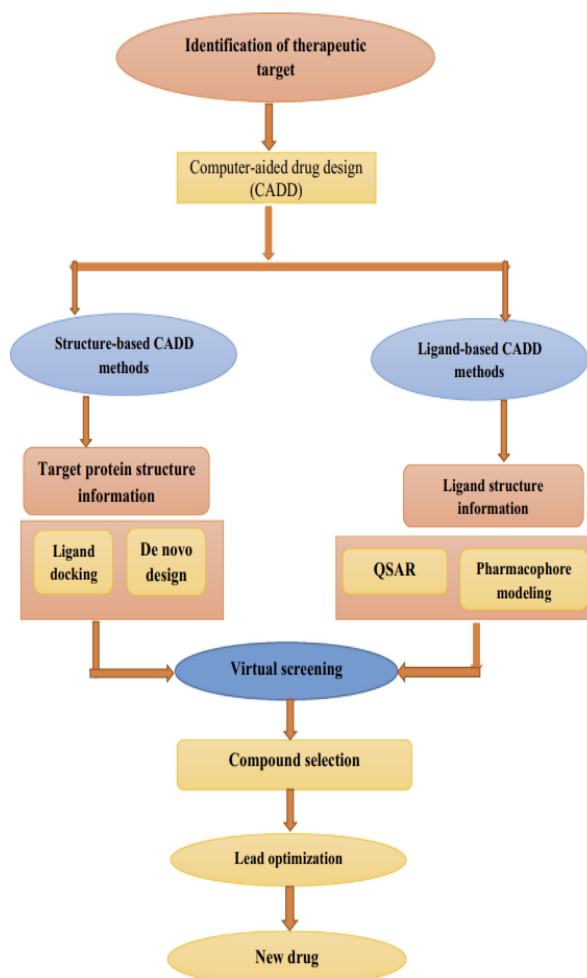 Identification of therapeutic
target
Computer-aided drug design
(CADD)
Structure-based CADD
methods
Ligand-based CADD
methods
Target protein structure
information
Ligand structure
information
Ligand
docking
De novo
design
QSAR
Pharmacophore
modeling
Virtual screening
Compound selection
Lead optimization
New drug